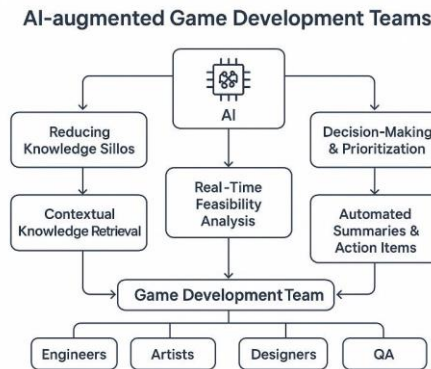 AI-augmented Game Development Teams
AI
Reducing
Knowledge Sillos
Decision-Making
& Prioritization
Real-Time
Feasibility
Analysis
Contextual
Knowledge Retrieval
Automated
Summaries &
Action Items
Game Development Team
Engineers
Artists
Designers
QA